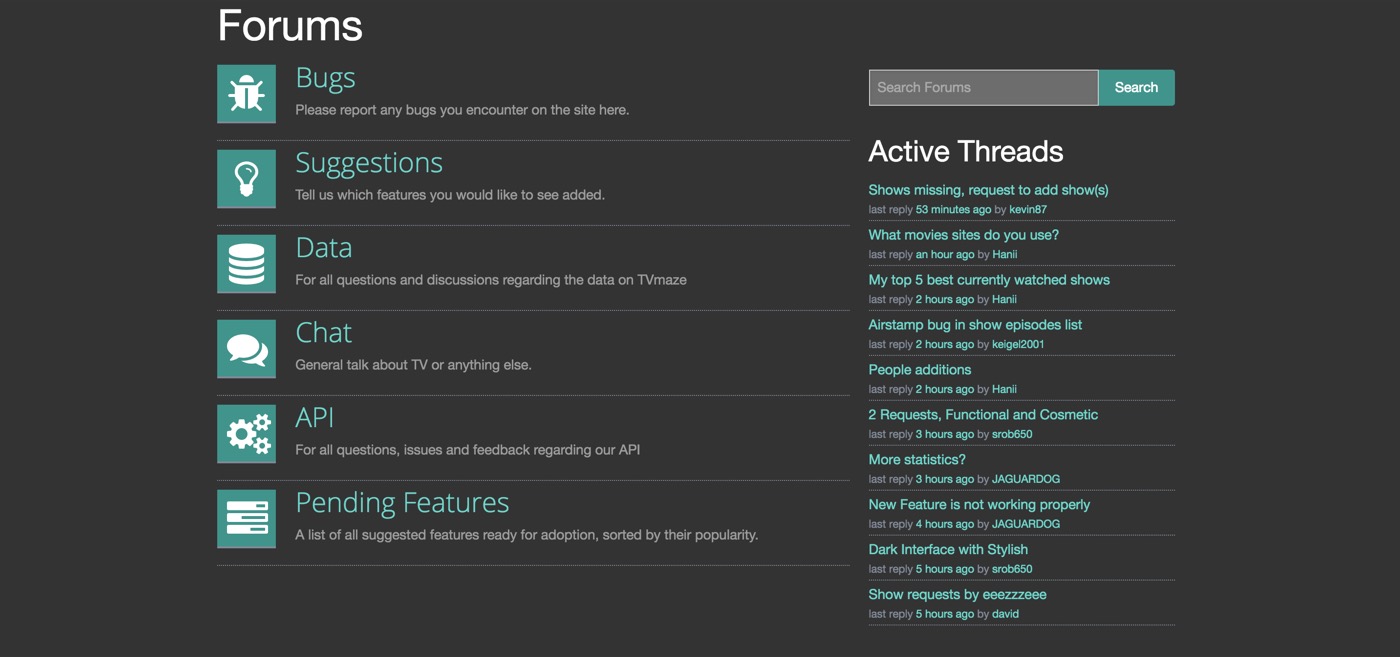 Forums
Bugs
Please report any bugs you encounter on the site here.
Suggestions
Tell us which features you would like to see added.
Data
For all questions and discussions regarding the data on TVmaze
Chat
General talk about TV or anything else.
API
For all questions, issues and feedback regarding our API
Pending Features
A list of all suggested features ready for adoption, sorted by their popularity.
Search Forums
Search
Active Threads
Shows missing, request to add show(s)
last reply 53 minutes ago by kevin87
What movies sites do you use?
last reply an hour ago by Hanii
My top 5 best currently watched shows
last reply 2 hours ago by Hanii
Airstamp bug in show episodes list
last reply 2 hours ago by keigel2001
People additions
last reply 2 hours ago by Hanii
2 Requests, Functional and Cosmetic
last reply 3 hours ago by srob650
More statistics?
last reply 3 hours ago by JAGUARDOG
New Feature is not working properly
last reply 4 hours ago by JAGUARDOG
Dark Interface with Stylish
last reply 5 hours ago by srob650
Show requests by eeezzzeee
last reply 5 hours ago by david